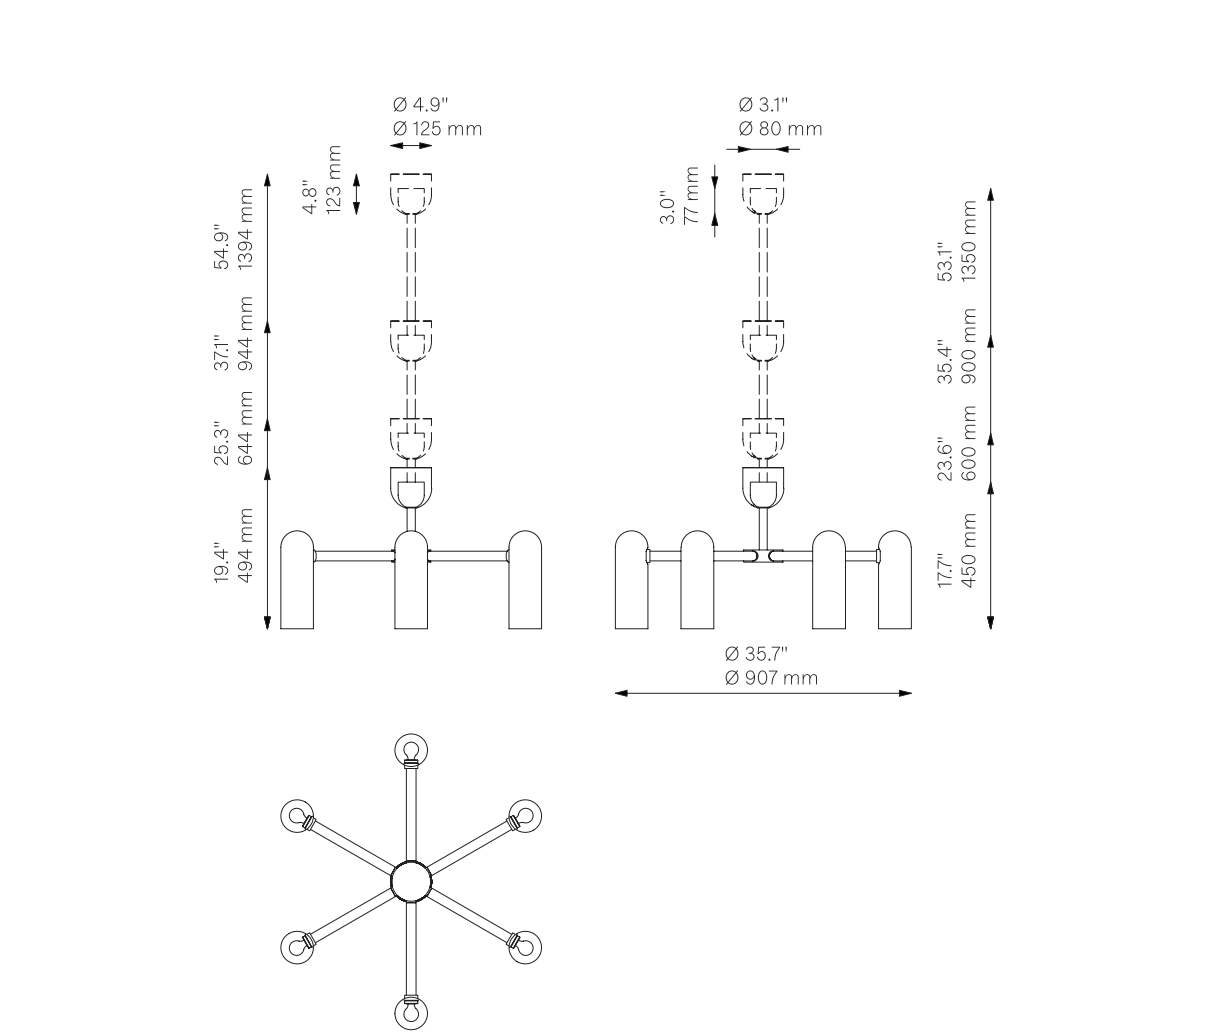 Ø 4.9"
Ø 125 mm
4.8"
123 mm
54.9"
1394 mm
37.1"
944 mm
25.3"
644 mm
19.4"
494 mm
Ø 3.1"
Ø 80 mm
3.0"
77 mm
53.1"
1350 mm
35.4"
900 mm
23.6"
600 mm
17.7"
450 mm
Ø 35.7"
Ø 907 mm